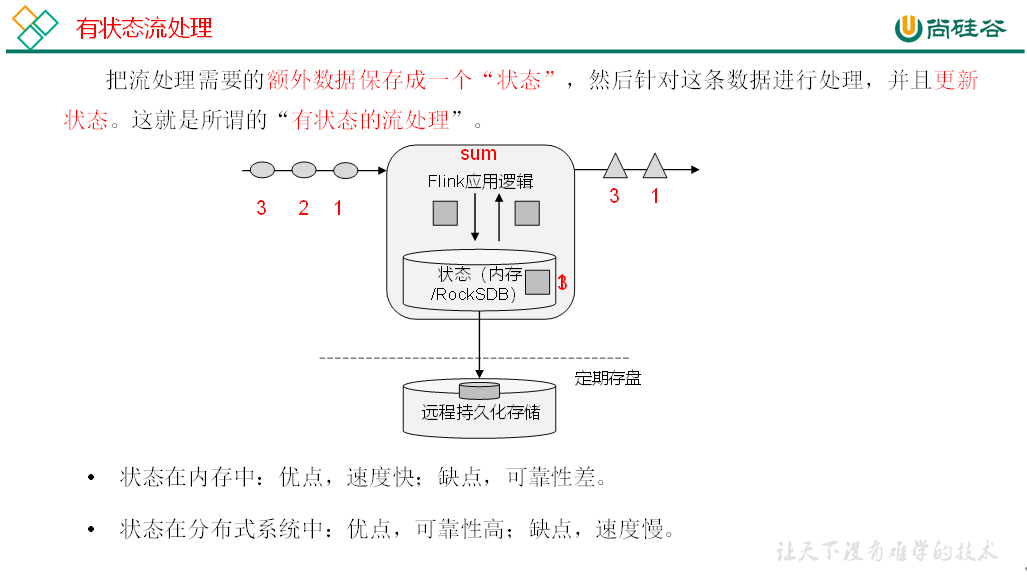 有状态流处理
尚硅谷
把流处理需要的额外数据保存成一个“状态”，然后针对这条数据进行处理，并且更新
状态。这就是所谓的“有状态的流处理”。
sum
Flink应用逻辑
3 2 1
3 1
状态（内存
/RockSDB）
3
定期存盘
远程持久化存储
• 状态在内存中：优点，速度快；缺点，可靠性差。
• 状态在分布式系统中：优点，可靠性高；缺点，速度慢。
让天下没有难学的技术